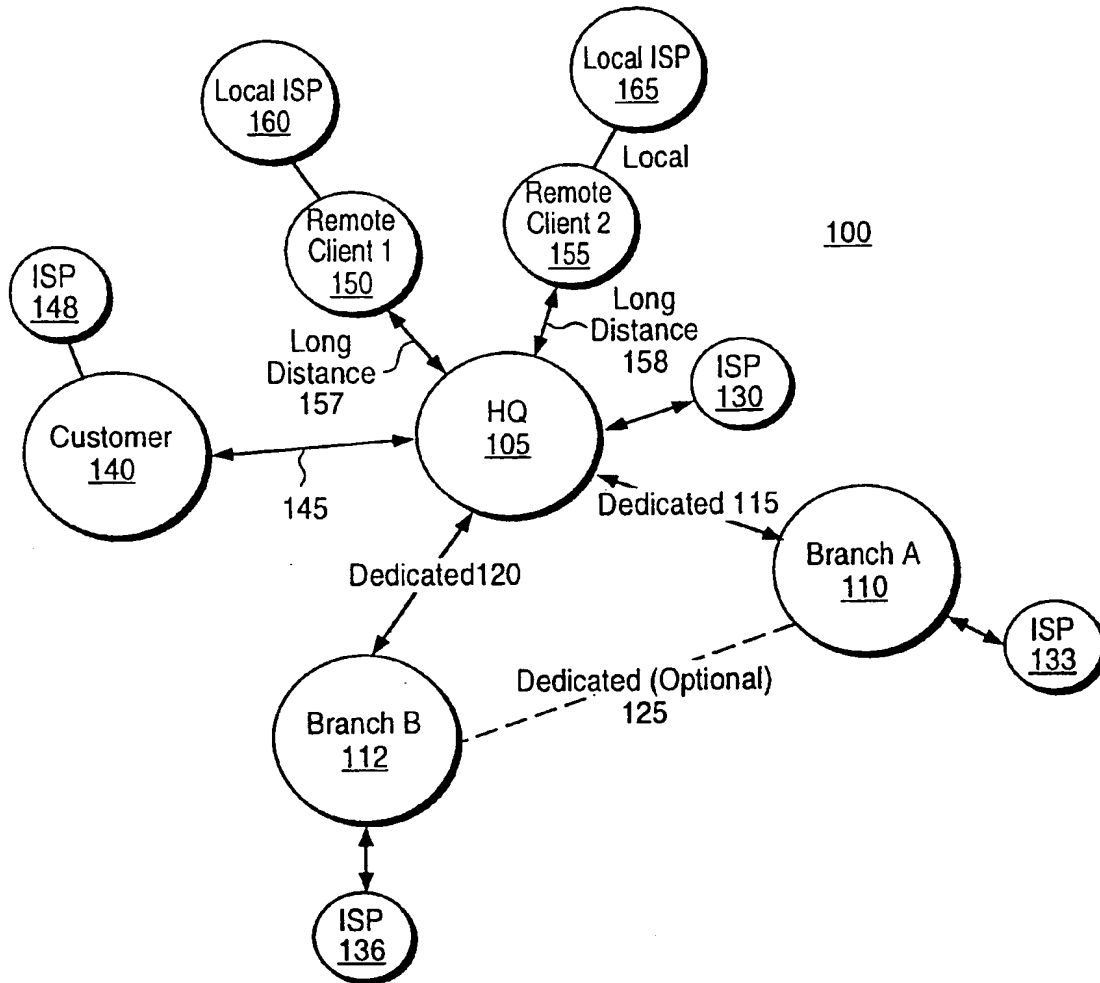 Local ISP
165
Local ISP
160
Local
Remote
Client 2
155
Remote
Client 1
150
100
ISP
148
Long
Distance
158
Long
Distance
157
ISP
130
HQ
105
Customer
140
145
Dedicated 115
Branch A
110
Dedicated120
ISP
133
Dedicated (Optional)
125
Branch B
112
ISP
136